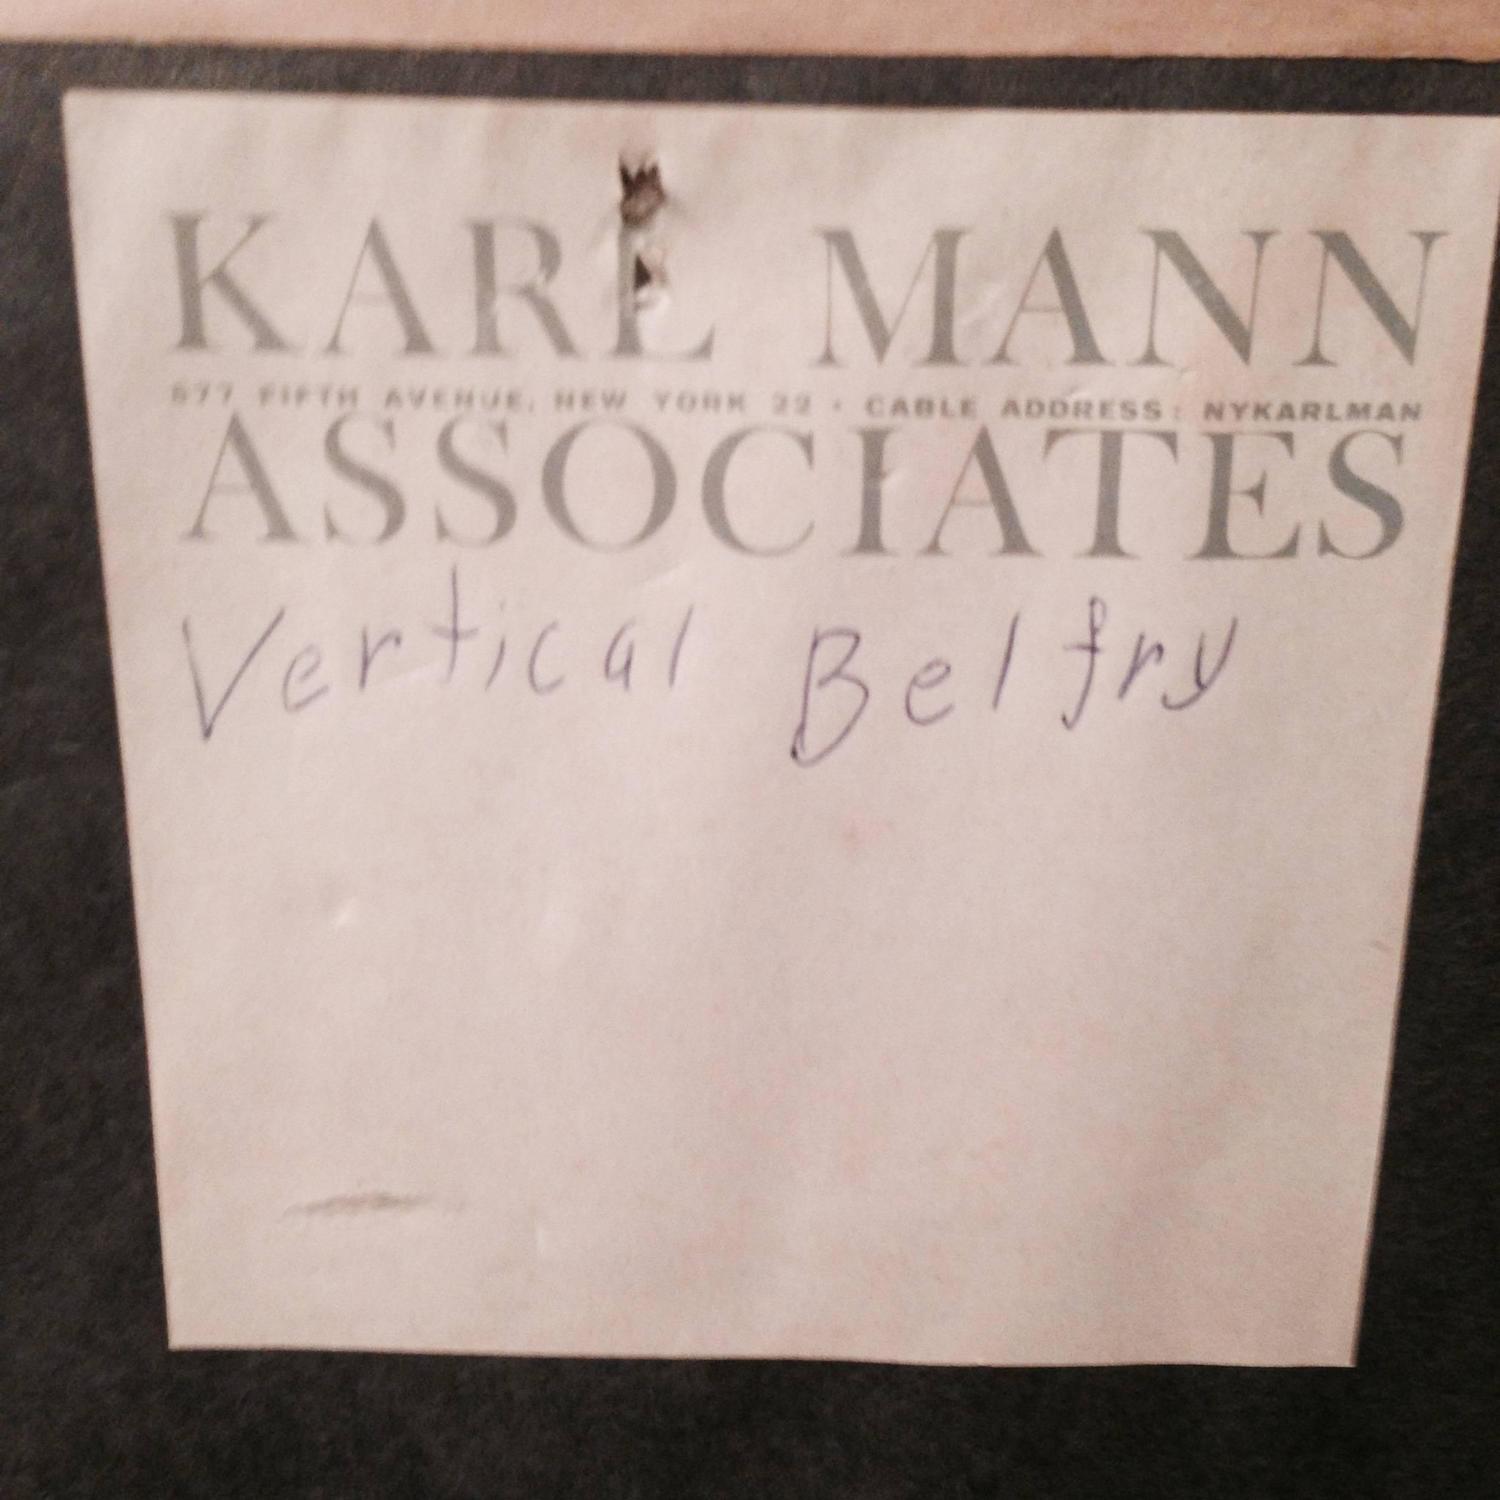 KARL MANN
677 FIFTH AVENUE, NEW YORK 22 • CABLE ADDRESS: NYKARLMAN
ASSOCIATES
Vertical Belfry